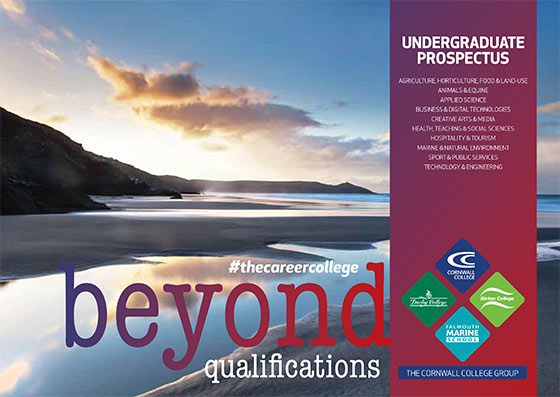 UNDERGRADUATE
PROSPECTUS
AGRICULTURE, HORTICULTURE, FOOD & LAND-USE
ANIMALS & EQUINE
APPLIED SCIENCE
BUSINESS & DIGITAL TECHNOLOGIES
CREATIVE ARTS & MEDIA
HEALTH, TEACHING & SOCIAL SCIENCES
HOSPITALITY & TOURISM
MARINE & NATURAL ENVIRONMENT
SPORT & PUBLIC SERVICES
TECHNOLOGY & ENGINEERING
#thecareercollege
beyond
qualifications
CORNWALL
COLLEGE
Duchy College
Bicton College
FALMOUTH
MARINE
SCHOOL
THE CORNWALL COLLEGE GROUP